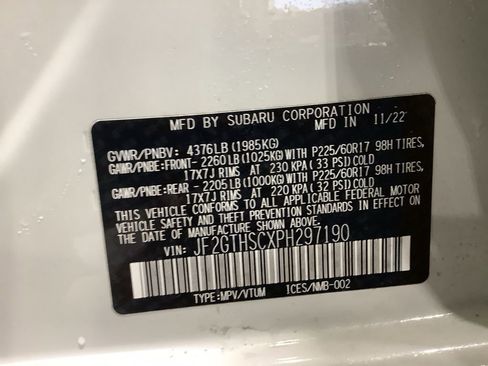 MFD BY SUBARU CORPORATION IN 11/22
GVWR/PNBV: 4376LB(1985KG)
GAWR/PNBE:FRONT- 2260LB(1025KG)WITH P225/60R17 98H TIRES,
17X7J RIMS AT 230 KPA (33 PSI)COLD
GAWR/PNBE:REAR - 2205LB(1000KG)WITH P225/60R17 98H TIRES,
17X7J RIMS AT 220 KPA (32 PSI)COLD
THIS VEHICLE CONFORMS TO ALL APPLICABLE FEDERAL MOTOR
VEHICLE SAFETY AND THEFT PREVENTION STANDARDS IN EFFECT
ON THE DATE OF MANUFACTURE SHOWN ABOVE.
VIN: JF2GTHSCXPH297190
TYPE:MPV/VTUM ICES/NMB-002